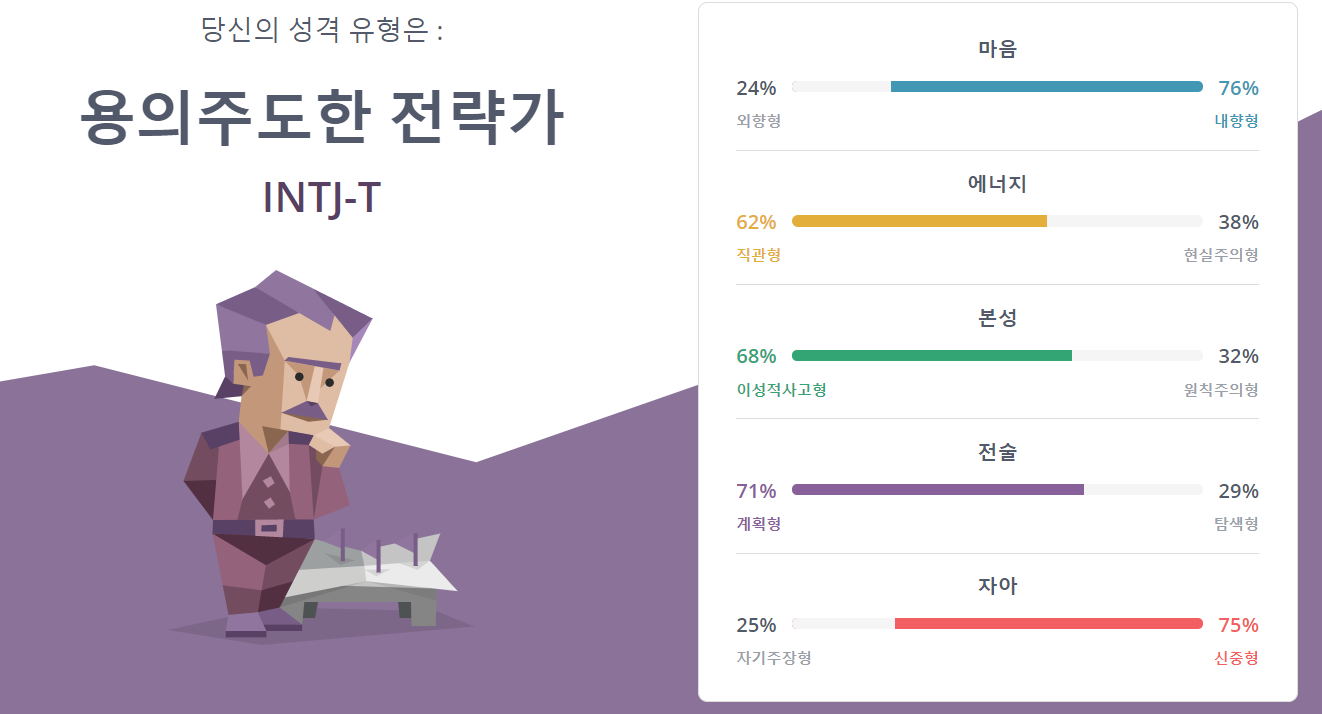 당신의 성격 유형은 :
용의주도한 전략가
INTJ-T
마음
24% 76%
외향형 내향형
에너지
62% 38%
직관형 현실주의형
본성
68% 32%
이성적사고형 원칙주의형
전술
71% 29%
계획형 탐색형
자아
25% 75%
자기주장형 신중형